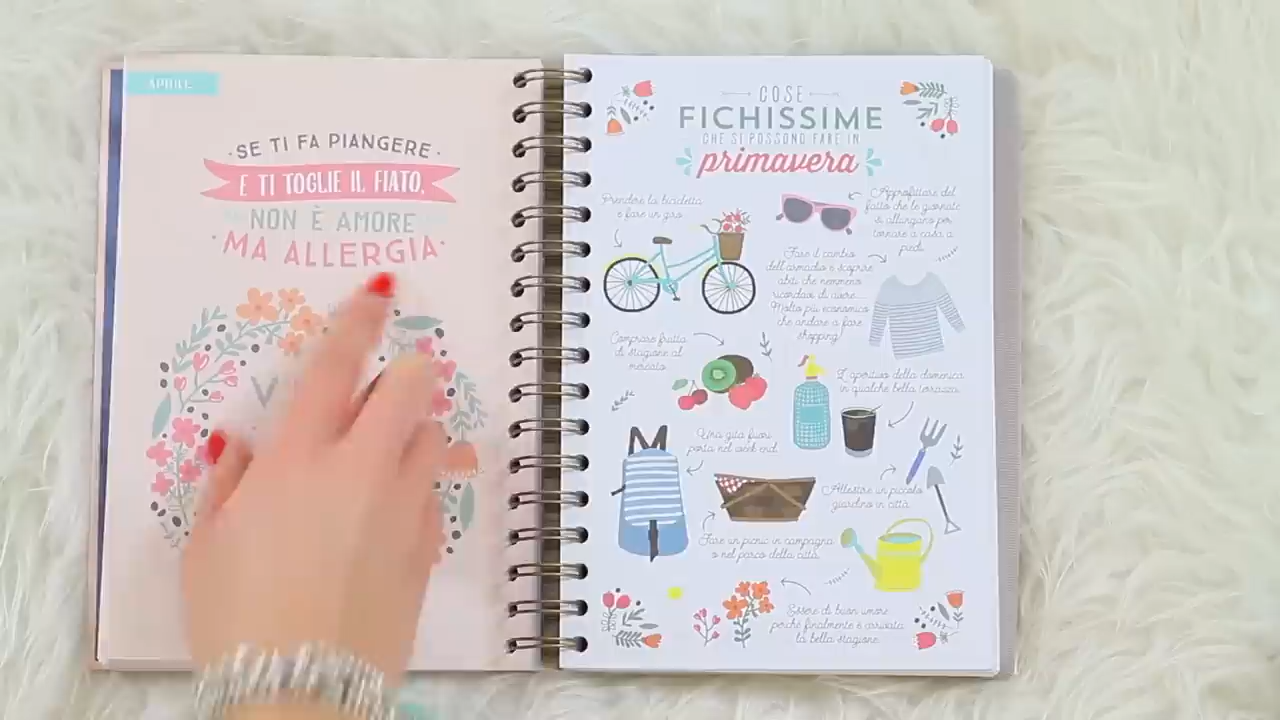 APRILE
SE TI FA PIANGERE
E TI TOGLIE IL FIATO,
NON È AMORE
MA ALLERGIA
V
COSE
FICHISSIME
CHE SI POSSONO FARE IN
primavera
Prendere la bicicletta
e fare un giro
Approfittare del
fatto che le giornate
si allungano per
tornare a casa a
piedi.
Fare il cambio
dell'armadio e scoprire
abiti che nemmeno
ricordavi di avere...
Molto più economico
che andare a fare
shopping!
Comprare frutta
di stagione al
mercato.
L'aperitivo della domenica
in qualche bella terrazza.
Una gita fuori
porta nel week end.
Allestire un piccolo
giardino in città.
Fare un picnic in campagna
o nel parco della città.
Essere di buon umore
perché finalmente è arrivata
la bella stagione.